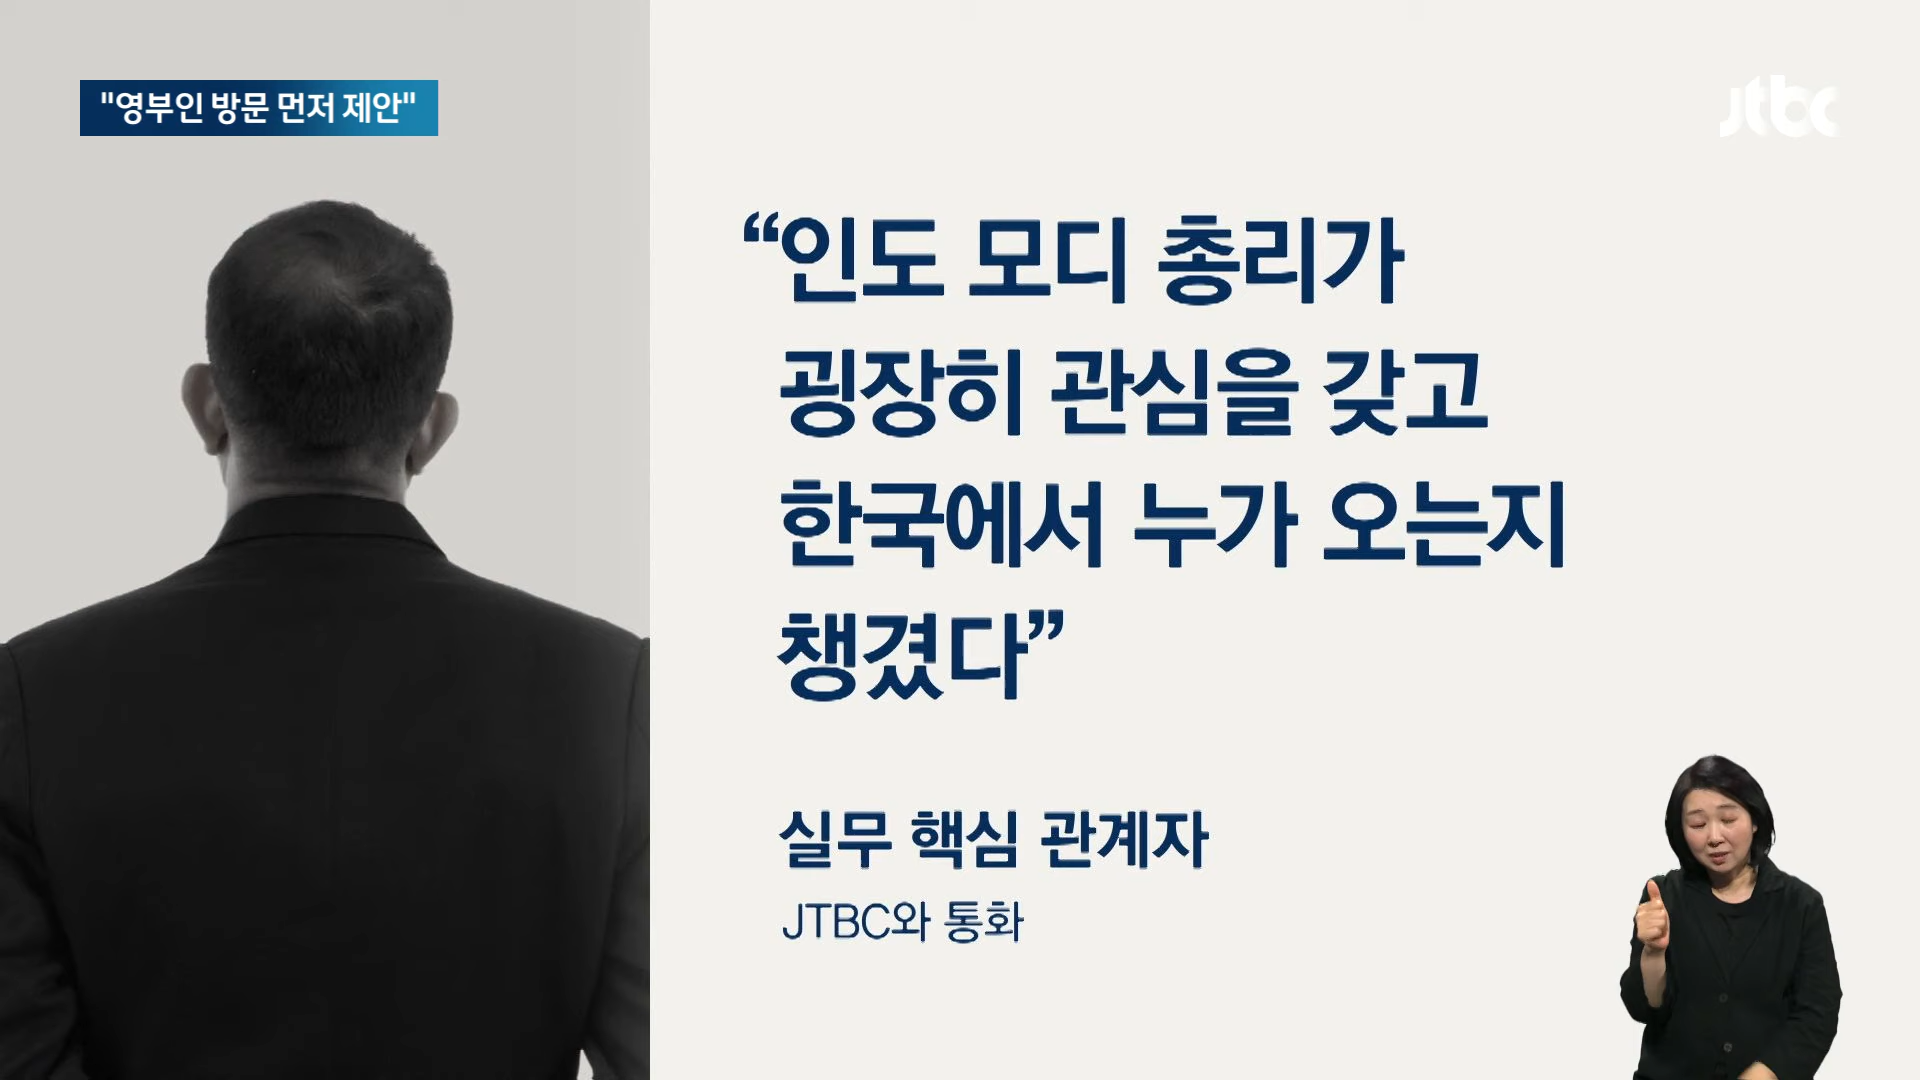 "영부인 방문 먼저 제안"
jtbc
“인도 모디 총리가
굉장히 관심을 갖고
한국에서 누가 오는지
챙겼다”
실무 핵심 관계자
JTBC와 통화